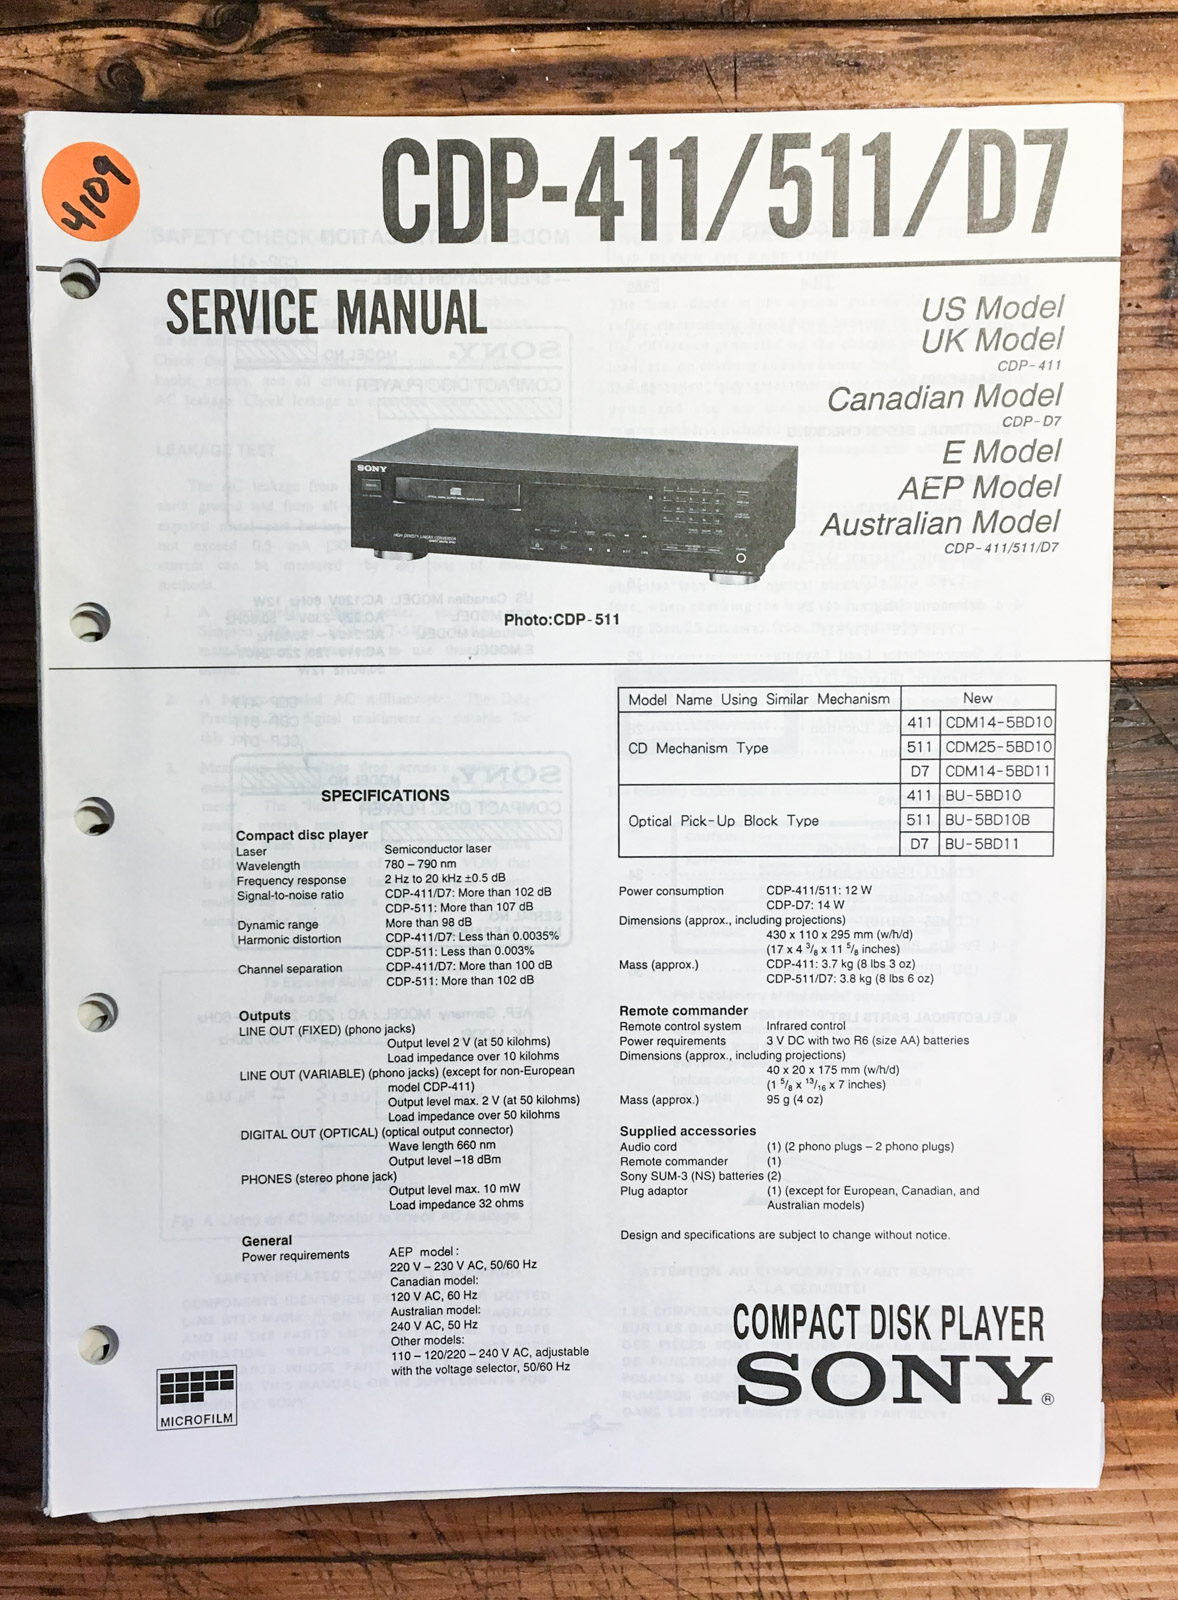 4109
CDP-411/511/D7
SERVICE MANUAL
US Model
UK Model
CDP-411
Canadian Model
CDP-D7
E Model
AEP Model
Australian Model
CDP-411/511/D7
SONY
Photo:CDP-511
Model Name Using Similar Mechanism New
CD Mechanism Type 411 CDM14-5BD10
511 CDM25-5BD10
D7 CDM14-5BD11
Optical Pick-Up Block Type 411 BU-5BD10
511 BU-5BD10B
D7 BU-5BD11
SPECIFICATIONS
Compact disc player
Laser Semiconductor laser
Wavelength 780 – 790 nm
Frequency response 2 Hz to 20 kHz ±0.5 dB
Signal-to-noise ratio CDP-411/D7: More than 102 dB
CDP-511: More than 107 dB
Dynamic range More than 98 dB
Harmonic distortion CDP-411/D7: Less than 0.0035%
CDP-511: Less than 0.003%
Channel separation CDP-411/D7: More than 100 dB
CDP-511: More than 102 dB
Outputs
LINE OUT (FIXED) (phono jacks)
Output level 2 V (at 50 kilohms)
Load impedance over 10 kilohms
LINE OUT (VARIABLE) (phono jacks) (except for non-European
model CDP-411)
Output level max. 2 V (at 50 kilohms)
Load impedance over 50 kilohms
DIGITAL OUT (OPTICAL) (optical output connector)
Wave length 660 nm
Output level –18 dBm
PHONES (stereo phone jack)
Output level max. 10 mW
Load impedance 32 ohms
General
Power requirements AEP model:
220 V – 230 V AC, 50/60 Hz
Canadian model:
120 V AC, 60 Hz
Australian model:
240 V AC, 50 Hz
Other models:
110 – 120/220 – 240 V AC, adjustable
with the voltage selector, 50/60 Hz
Power consumption CDP-411/511: 12 W
CDP-D7: 14 W
Dimensions (approx., including projections)
430 x 110 x 295 mm (w/h/d)
(17 x 4 3/8 x 11 5/8 inches)
Mass (approx.) CDP-411: 3.7 kg (8 lbs 3 oz)
CDP-511/D7: 3.8 kg (8 lbs 6 oz)
Remote commander
Remote control system Infrared control
Power requirements 3 V DC with two R6 (size AA) batteries
Dimensions (approx., including projections)
40 x 20 x 175 mm (w/h/d)
(1 5/8 x 13/16 x 7 inches)
Mass (approx.) 95 g (4 oz)
Supplied accessories
Audio cord (1) (2 phono plugs – 2 phono plugs)
Remote commander (1)
Sony SUM-3 (NS) batteries (2)
Plug adaptor (1) (except for European, Canadian, and
Australian models)
Design and specifications are subject to change without notice.
MICROFILM
COMPACT DISK PLAYER
SONY®